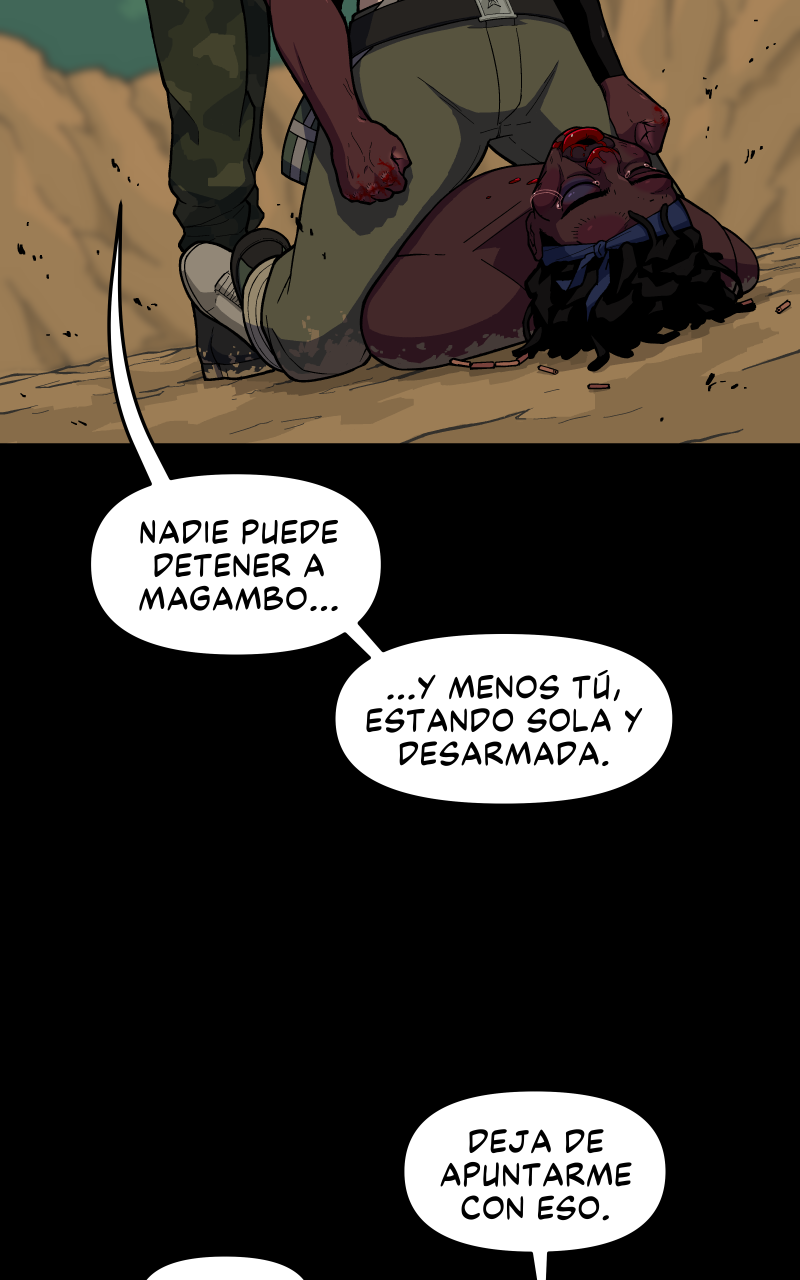 NADIE PUEDE
DETENER A
MAGAMBO...
...Y MENOS TÚ,
ESTANDO SOLA Y
DESARMADA.
DEJA DE
APUNTARME
CON ESO.